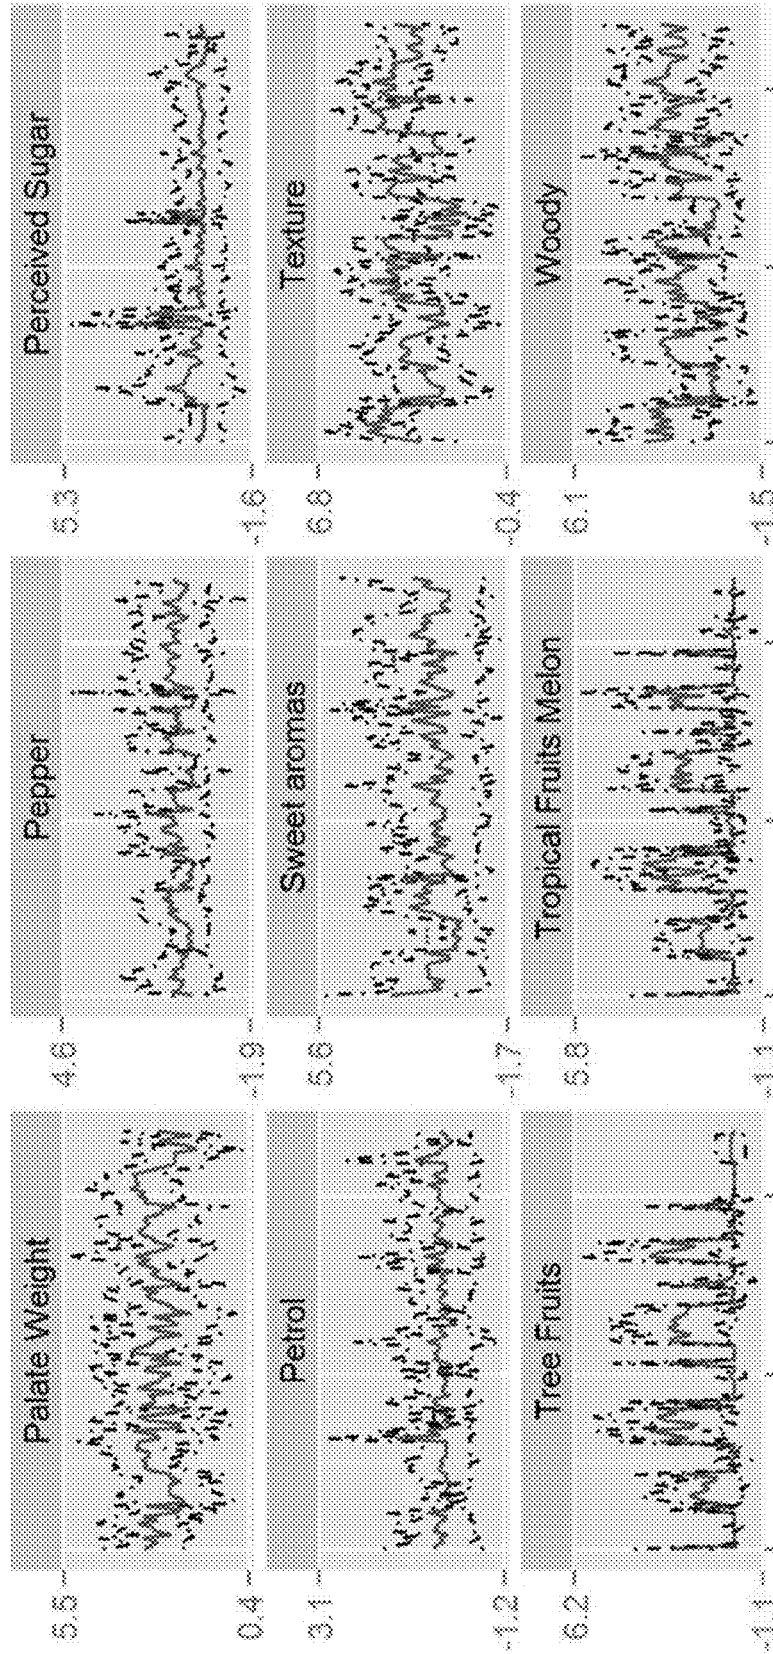 Palate Weight
Pepper
Perceived Sugar
5.5
0.4
4.6
1.9
5.3
1.6
Petrol
Sweet aromas
Texture
3.1
1.2
5.6
1.7
6.8
0.4
Tree Fruits
Tropical Fruits Melon
Woody
6.2
1.1
5.8
1.1
6.1
1.5